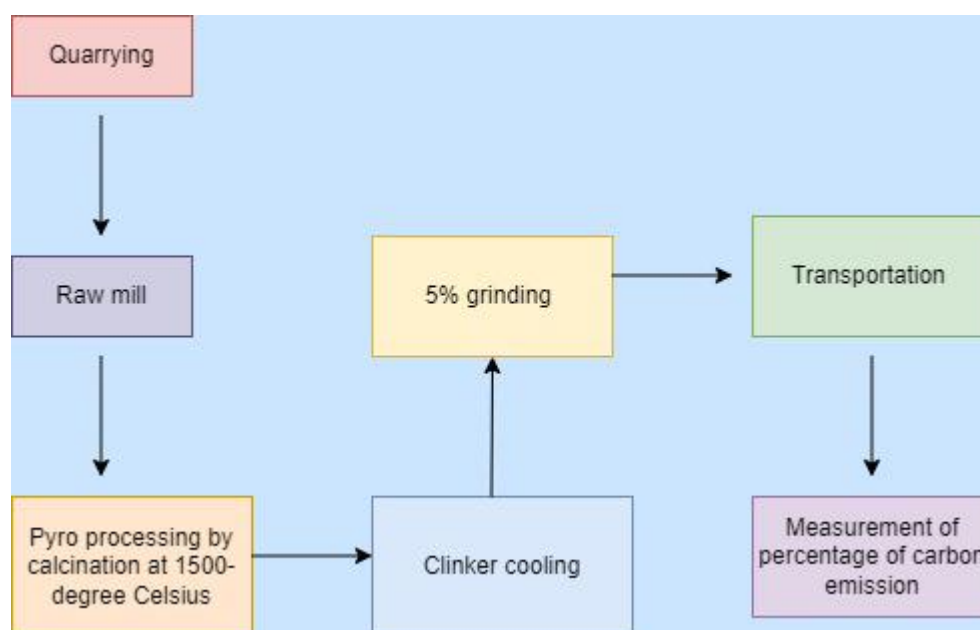 Quarrying
Raw mill
Pyro processing by
calcination at 1500-
degree Celsius
Clinker cooling
5% grinding
Transportation
Measurement of
percentage of carbon
emission